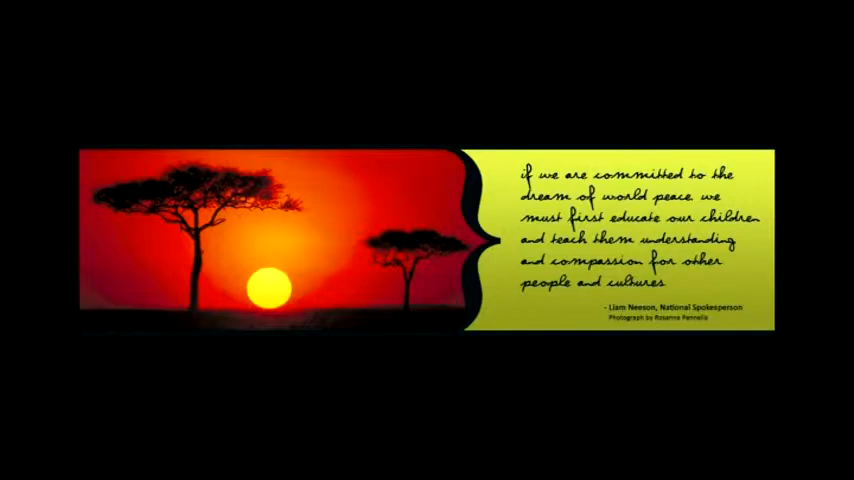 if we are committed to the
dream of world peace. we
must first educate our children
and teach them understanding
and compassion for other
people and cultures.
- Liam Neeson, National Spokesperson
Photograph by Rosanne Pennella